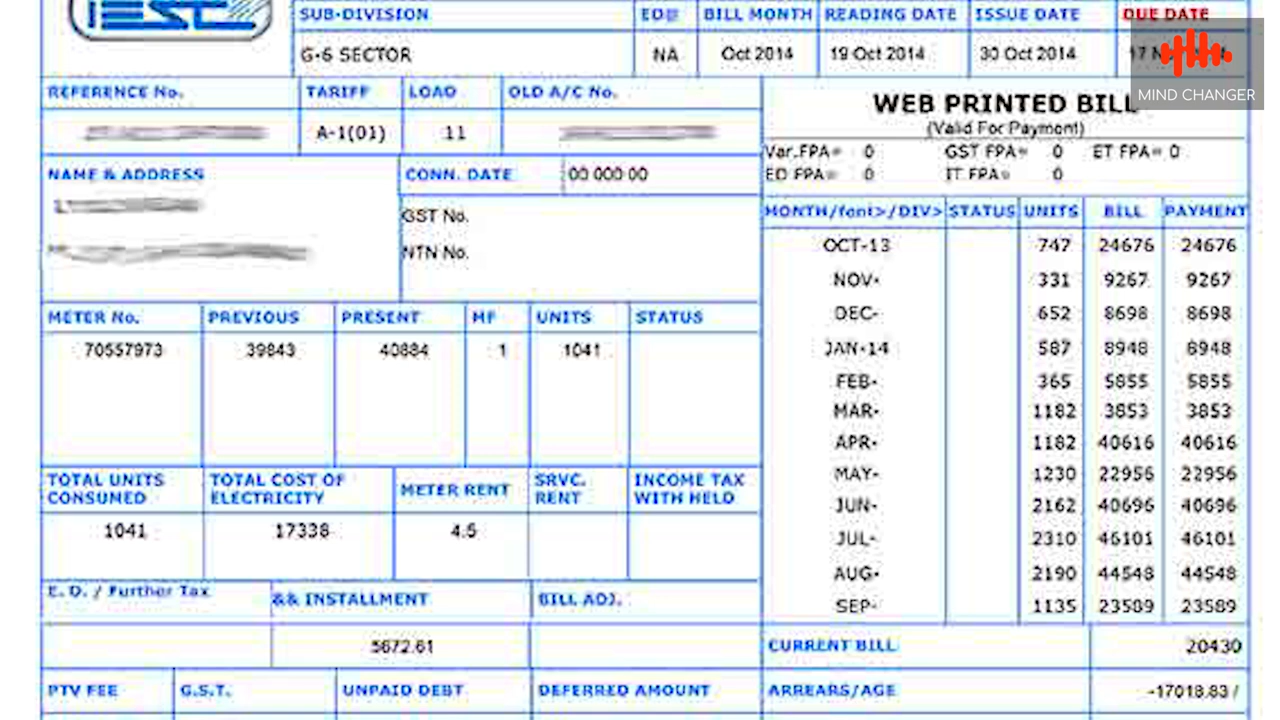 IESC
SUB-DIVISION EO@ BILL MONTH READING DATE ISSUE DATE DUE DATE
G-6 SECTOR NA Oct 2014 19 Oct 2014 30 Oct 2014
MIND CHANGER
REFERENCE No. TARIFF LOAD OLD A/C No.
A-1(01) 11
WEB PRINTED BILL
(Valid For Payment)
Var.FPA= 0 GST FPA= 0 ET FPA= 0
ED FPA= 0 IT FPA= 0
NAME & ADDRESS CONN. DATE 00 000 00
GST No.
NTN No.
MONTH/font>/DIV> STATUS UNITS BILL PAYMENT
OCT-13 747 24676 24676
NOV- 331 9267 9267
DEC- 652 8698 8698
JAN-14 587 8948 8948
FEB- 365 5855 5855
MAR- 1182 3853 3853
APR- 1182 40616 40616
MAY- 1230 22956 22956
JUN- 2162 40696 40696
JUL- 2310 46101 46101
AUG- 2190 44548 44548
SEP- 1135 23589 23589
METER No. PREVIOUS PRESENT MF UNITS STATUS
70557973 39843 40884 1 1041
TOTAL UNITS CONSUMED TOTAL COST OF ELECTRICITY METER RENT SRVC. RENT INCOME TAX WITH HELD
1041 17338 4.5
E.D. / Further Tax && INSTALLMENT BILL ADJ.
5672.61
CURRENT BILL 20430
PTV FEE G.S.T. UNPAID DEBT DEFERRED AMOUNT ARREARS/AGE -17018.83 /